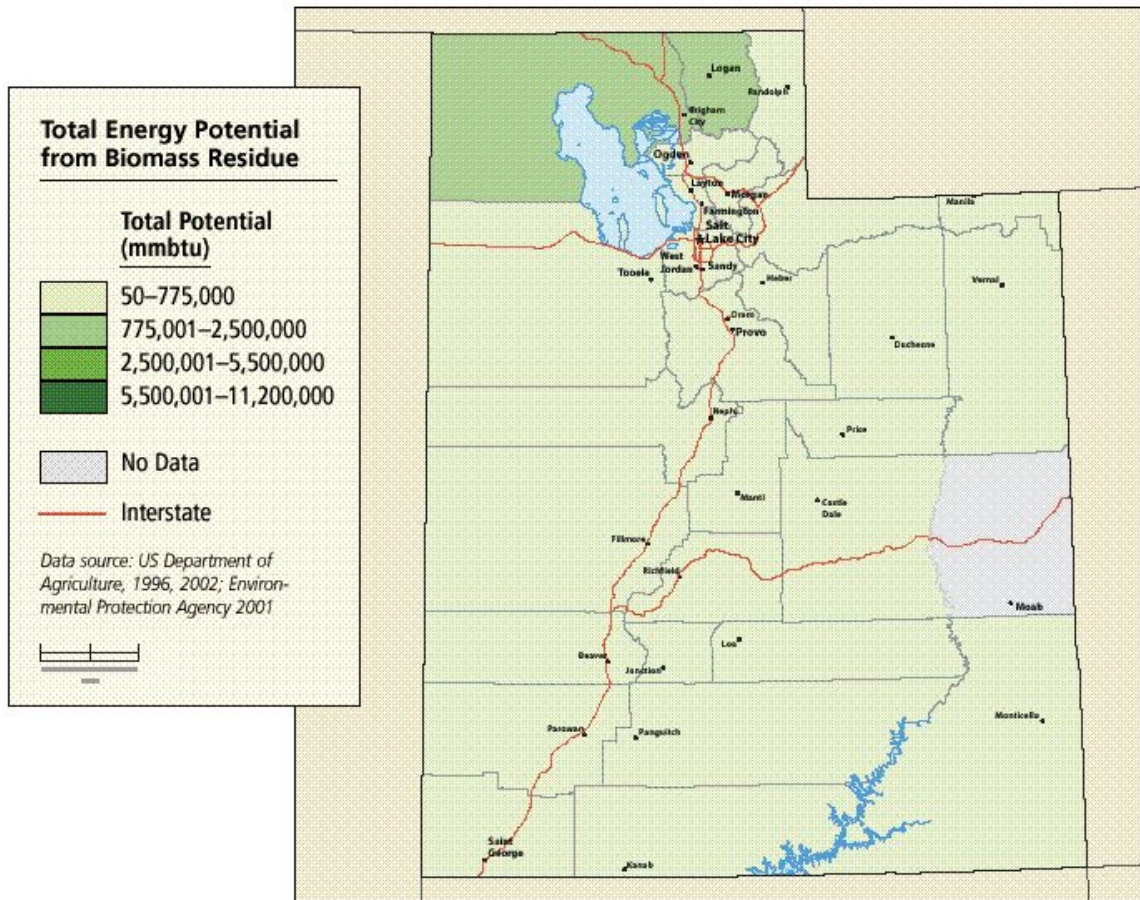 Total Energy Potential
from Biomass Residue
Total Potential
(mmbtu)
50–775,000
775,001–2,500,000
2,500,001–5,500,000
5,500,001–11,200,000
No Data
Interstate
Data source: US Department of
Agriculture, 1996, 2002; Environ-
mental Protection Agency 2001
Logan
Randolph
Brigham
City
Ogden
Layton
Morgan
Farmington
Salt
Lake City
West
Jordan
Sandy
Tooele
Heber
Manila
Vernal
Orem
Provo
Duchesne
Nephi
Price
Manti
Castle
Dale
Fillmore
Richfield
Moab
Loa
Beaver
Junction
Monticello
Parowan
Panguitch
Saint
George
Kanab